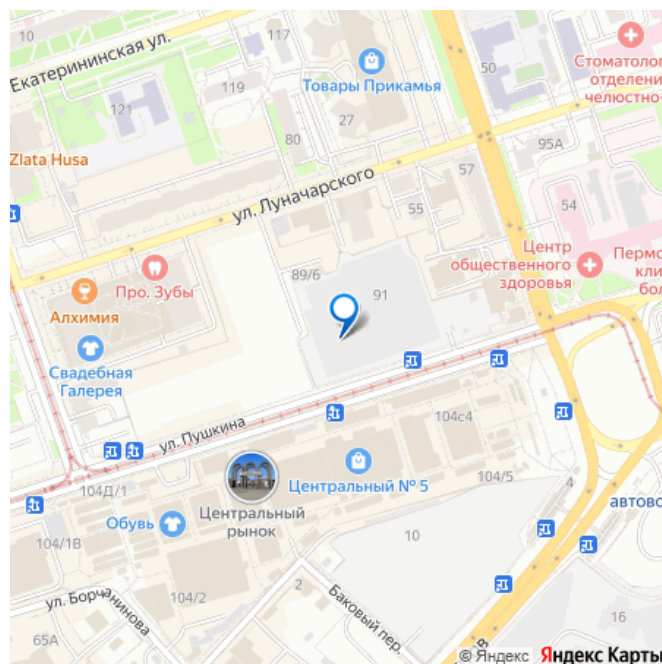 10
117
Екатерининская ул.
50
Стоматолог
отделени
челюстно-
Товары Прикамья
119
121
27
80
95А
Zlata Husa
57
ул. Луначарского
55
54
Центр
общественного
здоровья
Пермс
кли
бол
89/6
Про. Зубы
91
Алхимия
Свадебная
Галерея
ул. Пушкина
104с4
104/5
Центральный № 5
4
104Д/1
автово
Центральный
рынок
Обувь
10
104/1В
2
104/2
Баковый пер.
ул. Борчанинова
16
65А
В
© Яндекс Яндекс Карты